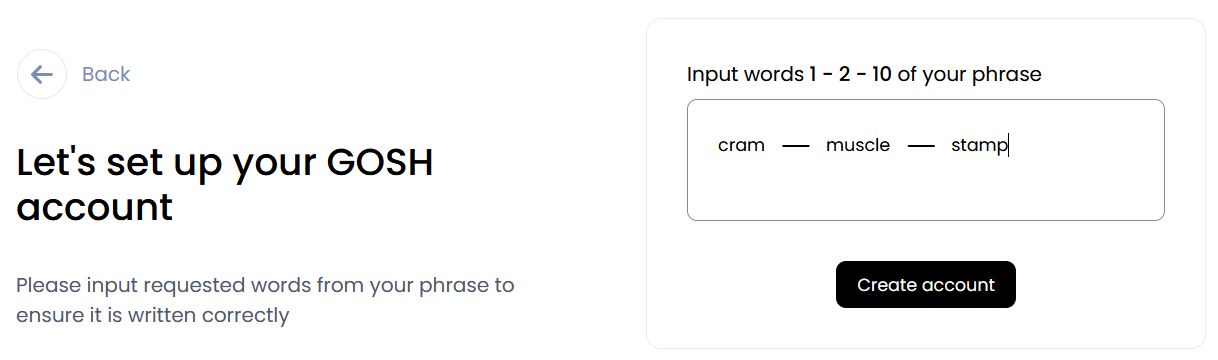 Back
Let's set up your GOSH
account
Please input requested words from your phrase to
ensure it is written correctly
Input words 1 - 2 - 10 of your phrase
cram — muscle — stamp
Create account